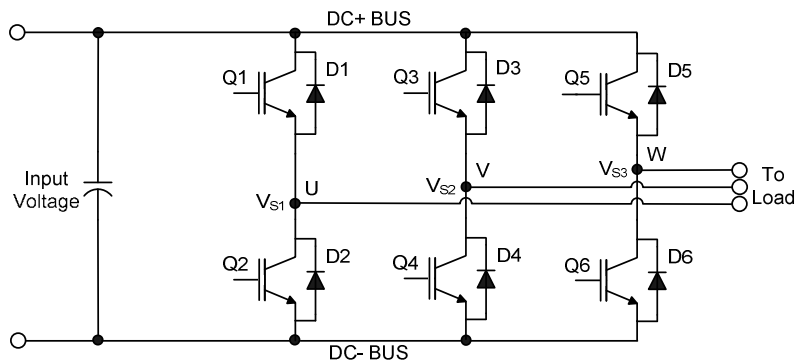 DC+ BUS
Q1
D1
Q3
D3
Q5
D5
Input
Voltage
VS1
U
VS2
V
VS3
W
To
Load
Q2
D2
Q4
D4
Q6
D6
DC- BUS